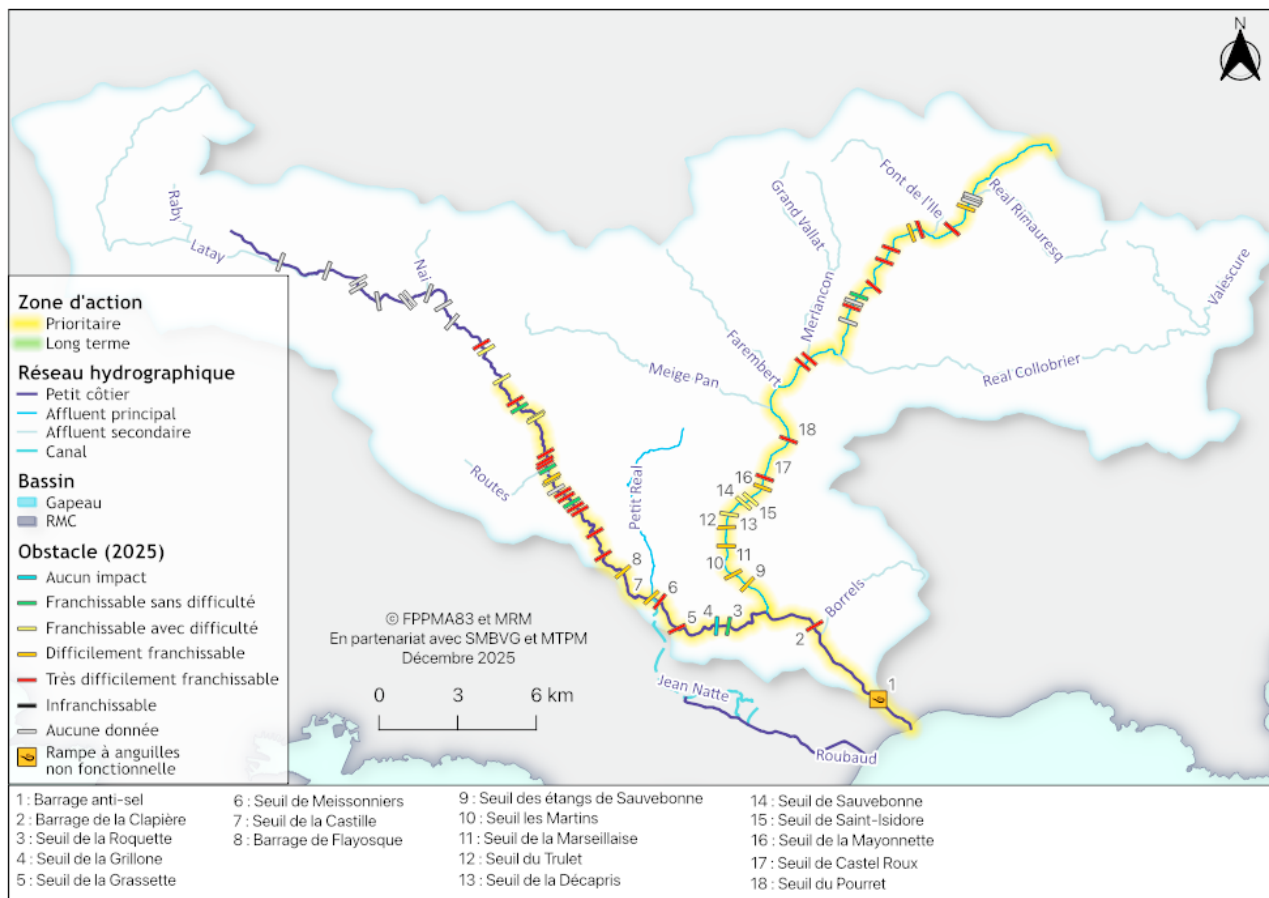 N
Raby
Latay
Nai
Grand Vallat
Font de l'Ile
Real Rimauresq
Merlancon
Valescure
Farembert
Meige Pan
Real Collobrier
Routes
Petit Réal
Borrels
Jean Natte
Roubaud
18
17
16
15
14
13
12
11
10
9
8
7
6
5
4
3
2
1
Zone d'action
Prioritaire
Long terme
Réseau hydrographique
Petit côtier
Affluent principal
Affluent secondaire
Canal
Bassin
Gapeau
RMC
Obstacle (2025)
Aucun impact
Franchissable sans difficulté
Franchissable avec difficulté
Difficilement franchissable
Très difficilement franchissable
Infranchissable
Aucune donnée
Rampe à anguilles
non fonctionnelle
© FPPMA83 et MRM
En partenariat avec SMBVG et MTPM
Décembre 2025
0 3 6 km
1 : Barrage anti-sel
2 : Barrage de la Clapière
3 : Seuil de la Roquette
4 : Seuil de la Grillone
5 : Seuil de la Grassette
6 : Seuil de Meissonniers
7 : Seuil de la Castille
8 : Barrage de Flayosque
9 : Seuil des étangs de Sauvebonne
10 : Seuil les Martins
11 : Seuil de la Marseillaise
12 : Seuil du Trulet
13 : Seuil de la Décapris
14 : Seuil de Sauvebonne
15 : Seuil de Saint-Isidore
16 : Seuil de la Mayonnette
17 : Seuil de Castel Roux
18 : Seuil du Pourret